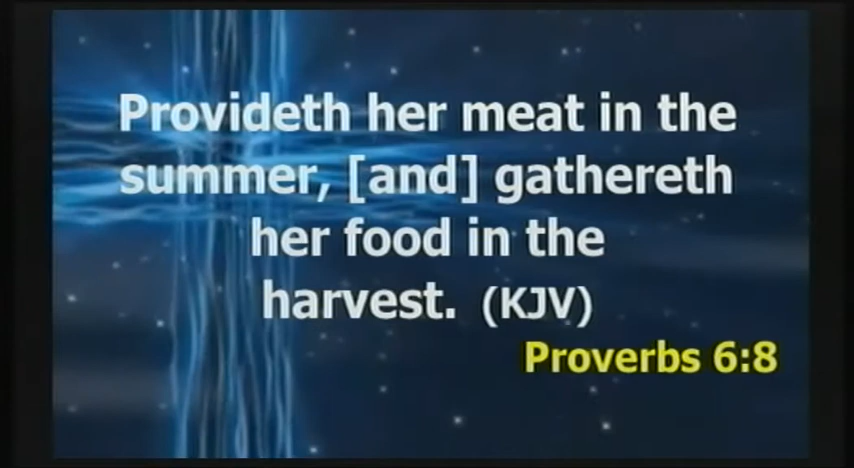 Provideth her meat in the
summer, [and] gathereth
her food in the
harvest. (KJV)
Proverbs 6:8